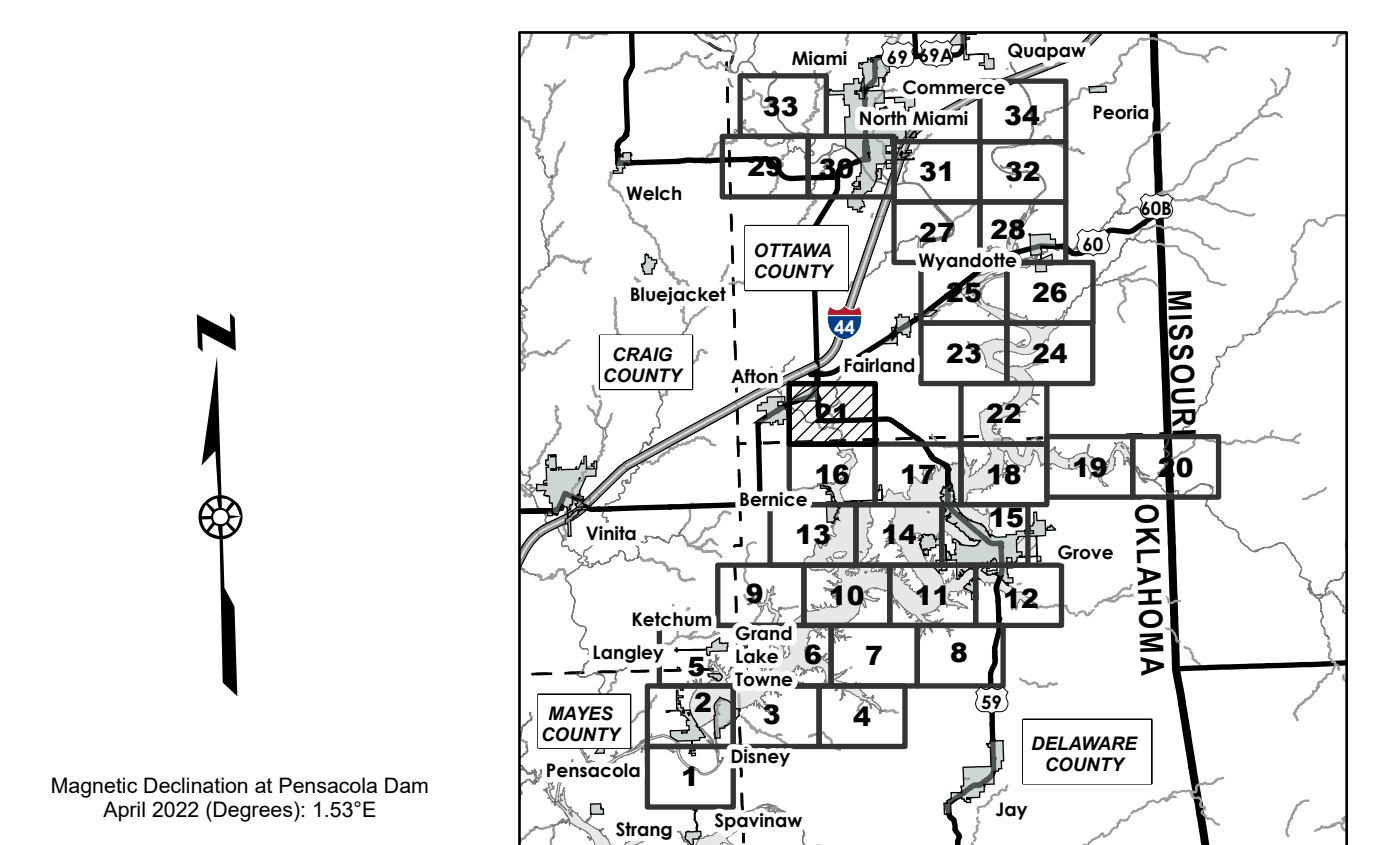 Miami
69
69A
Quapaw
Commerce
33
34
Peoria
North Miami
29
30
31
32
Welch
60B
27
28
60
OTTAWA
COUNTY
Wyandotte
Bluejacket
25
26
MISSOURI
N
44
CRAIG
COUNTY
Fairland
23
24
Afton
21
22
16
17
18
19
20
Bernice
Vinita
13
14
15
OKLAHOMA
Grove
9
10
11
12
Ketchum
Langley
Grand
Lake
Towne
5
6
7
8
59
MAYES
COUNTY
2
3
4
DELAWARE
COUNTY
Disney
Pensacola
1
Magnetic Declination at Pensacola Dam
April 2022 (Degrees): 1.53°E
Jay
Spavinaw
Strang